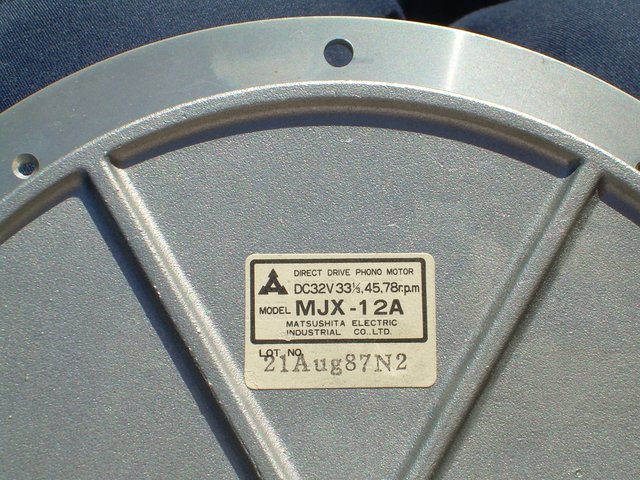 DIRECT DRIVE PHONO MOTOR
DC32V 33⅓,45,78r.p.m
MODEL MJX-12A
MATSUSHITA ELECTRIC
INDUSTRIAL CO.,LTD.
LOT. NO.
21Aug87N2